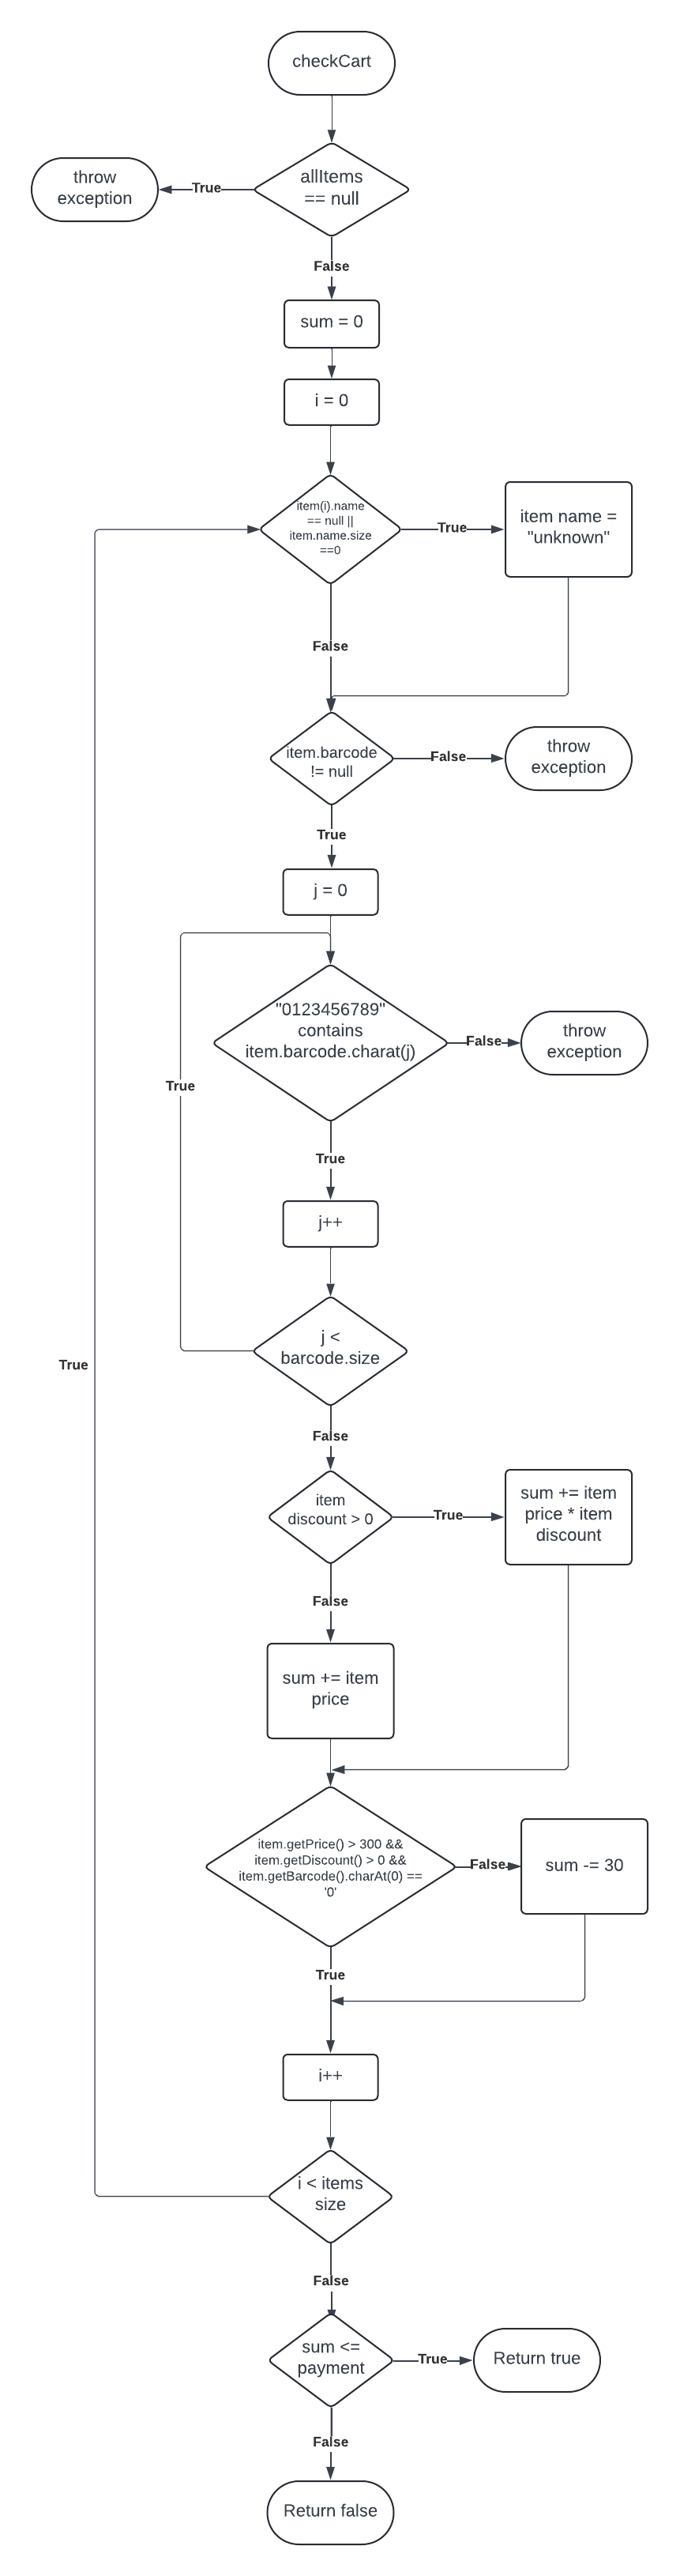 checkCart
allItems
== null
True
throw
exception
False
sum = 0
i = 0
item(i).name
== null ||
item.name.size
==0
True
item name =
"unknown"
False
item.barcode
!= null
False
throw
exception
True
j = 0
"0123456789"
contains
item.barcode.charat(j)
False
throw
exception
True
True
j++
j <
barcode.size
True
False
item
discount > 0
True
sum += item
price * item
discount
False
sum += item
price
item.getPrice() > 300 &&
item.getDiscount() > 0 &&
item.getBarcode().charAt(0) ==
'0'
False
sum -= 30
True
i++
i < items
size
False
sum <=
payment
True
Return true
False
Return false